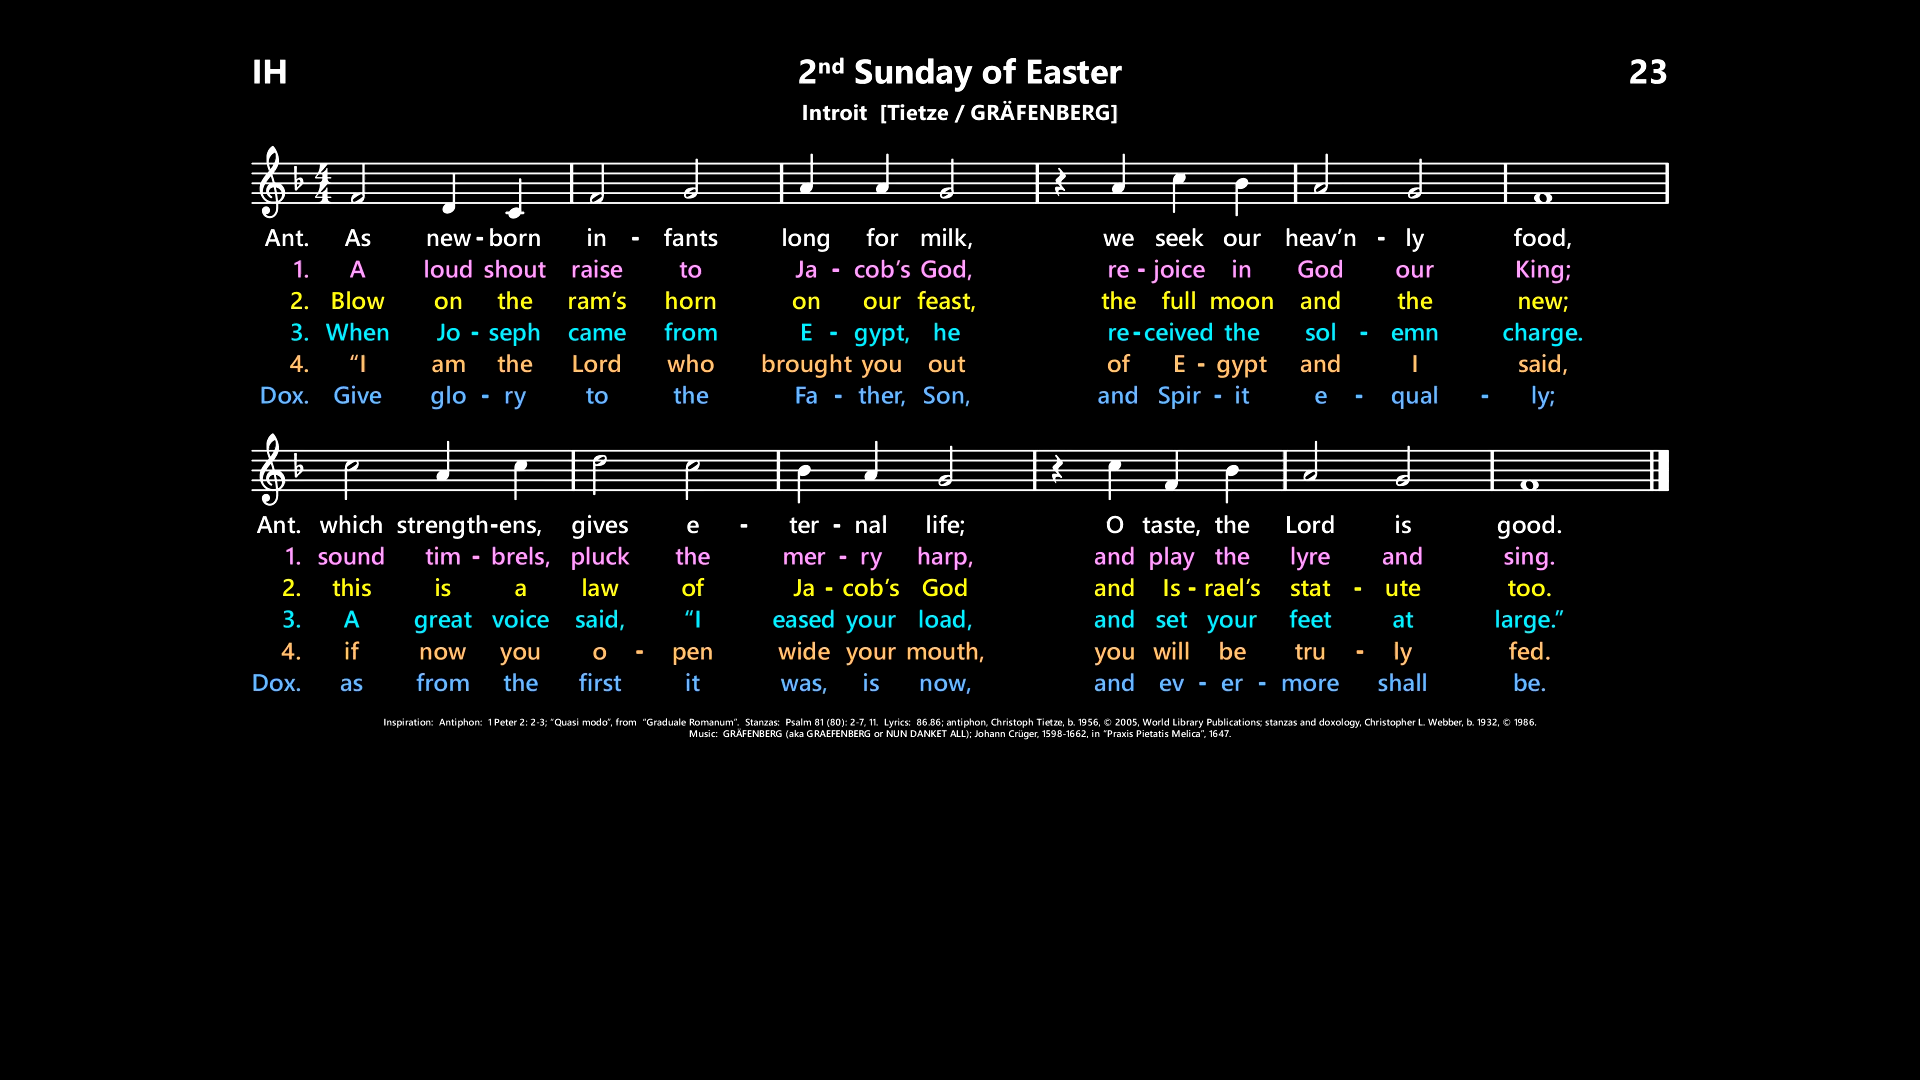 IH 2nd Sunday of Easter 23
Introit [Tietze / GRÄFENBERG]
Ant. As new-born in - fants long for milk, we seek our heav’n - ly food,
1. A loud shout raise to Ja - cob’s God, re - joice in God our King;
2. Blow on the ram’s horn on our feast, the full moon and the new;
3. When Jo - seph came from E - gypt, he re-ceived the sol - emn charge.
4. “I am the Lord who brought you out of E - gypt and I said,
Dox. Give glo - ry to the Fa - ther, Son, and Spir - it e - qual - ly;
Ant. which strength-ens, gives e - ter - nal life; O taste, the Lord is good.
1. sound tim - brels, pluck the mer - ry harp, and play the lyre and sing.
2. this is a law of Ja - cob’s God and Is - rael’s stat - ute too.
3. A great voice said, “I eased your load, and set your feet at large.”
4. if now you o - pen wide your mouth, you will be tru - ly fed.
Dox. as from the first it was, is now, and ev - er - more shall be.
Inspiration: Antiphon: 1 Peter 2: 2-3; “Quasi modo”, from “Graduale Romanum”. Stanzas: Psalm 81 (80): 2-7, 11. Lyrics: 86.86; antiphon, Christoph Tietze, b. 1956, © 2005, World Library Publications; stanzas and doxology, Christopher L. Webber, b. 1932, © 1986.
Music: GRÄFENBERG (aka GRAEFENBERG or NUN DANKET ALL); Johann Crüger, 1598-1662, in “Praxis Pietatis Melica”, 1647.